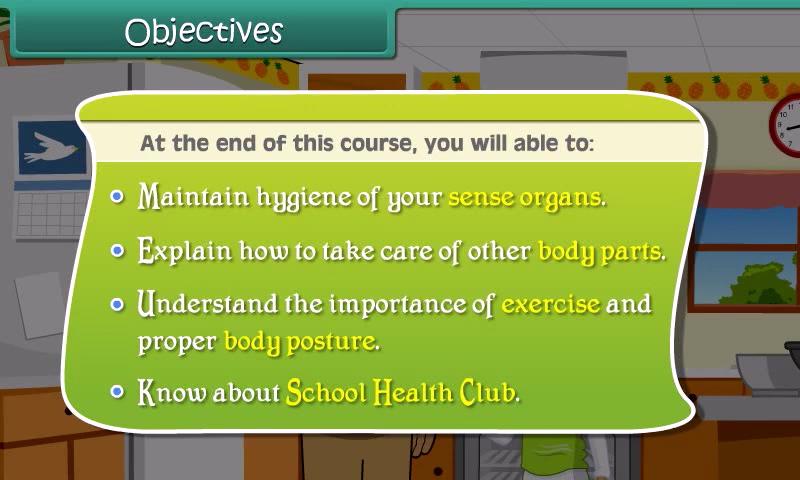 Objectives
At the end of this course, you will able to:
Maintain hygiene of your sense organs.
Explain how to take care of other body parts.
Understand the importance of exercise and
proper body posture.
Know about School Health Club.